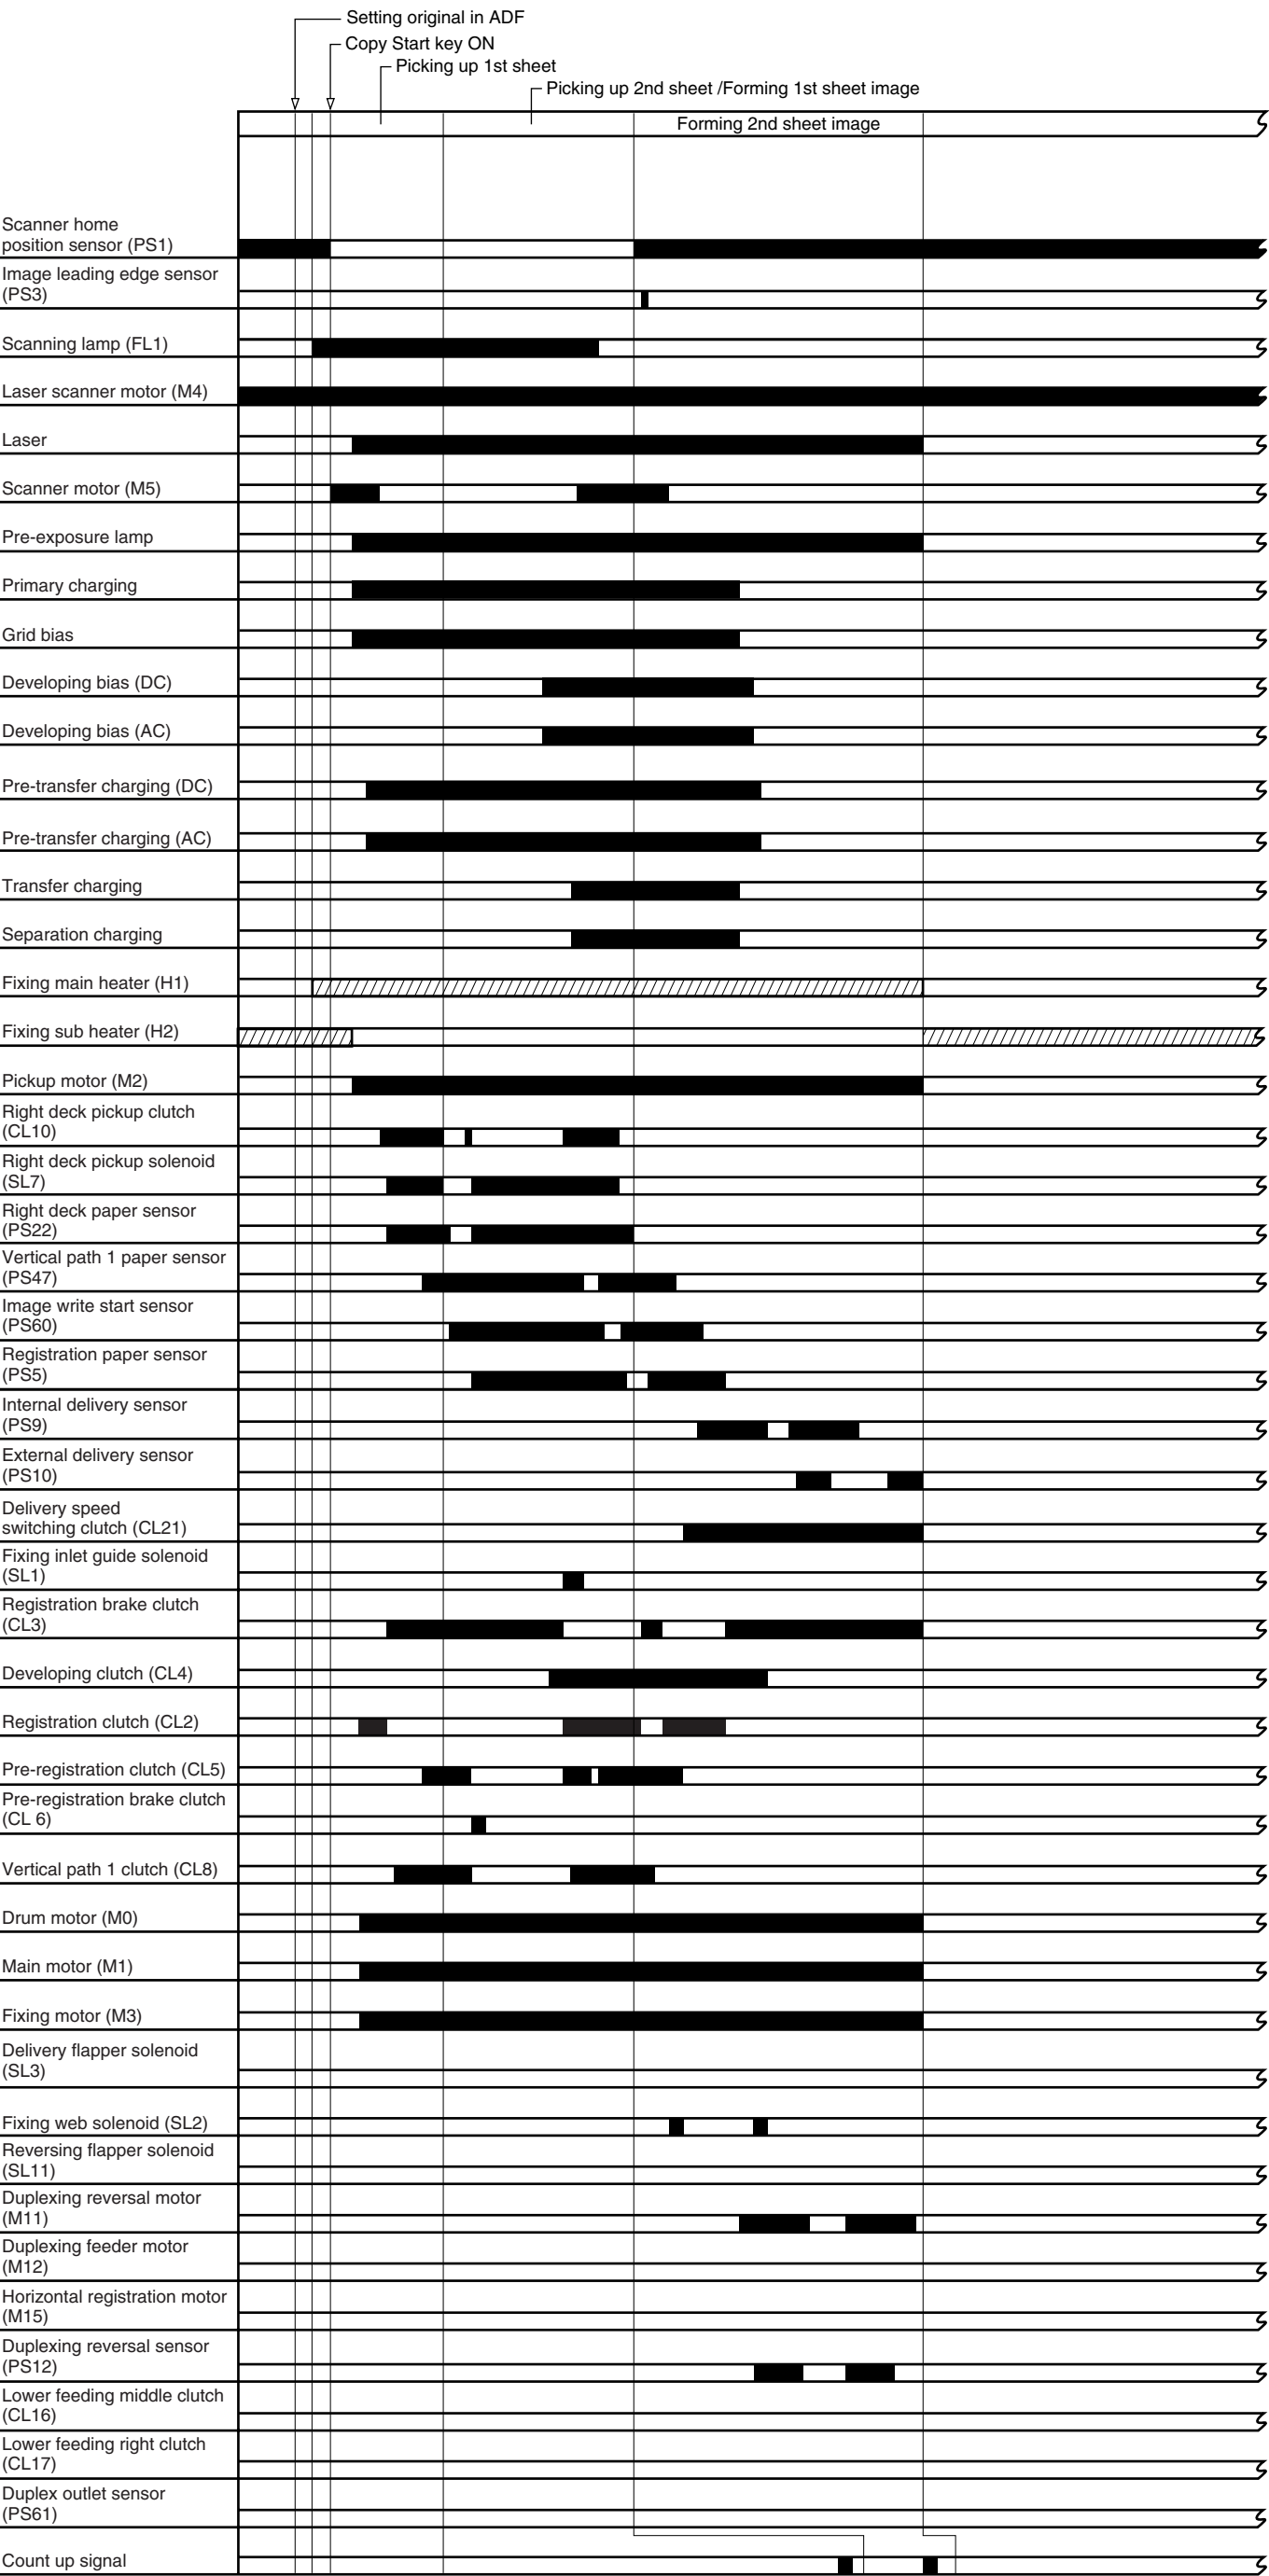 Setting original in ADF
Copy Start key ON
Picking up 1st sheet
Picking up 2nd sheet /Forming 1st sheet image
Forming 2nd sheet image
Scanner home
position sensor (PS1)
Image leading edge sensor
(PS3)
Scanning lamp (FL1)
Laser scanner motor (M4)
Laser
Scanner motor (M5)
Pre-exposure lamp
Primary charging
Grid bias
Developing bias (DC)
Developing bias (AC)
Pre-transfer charging (DC)
Pre-transfer charging (AC)
Transfer charging
Separation charging
Fixing main heater (H1)
Fixing sub heater (H2)
Pickup motor (M2)
Right deck pickup clutch
(CL10)
Right deck pickup solenoid
(SL7)
Right deck paper sensor
(PS22)
Vertical path 1 paper sensor
(PS47)
Image write start sensor
(PS60)
Registration paper sensor
(PS5)
Internal delivery sensor
(PS9)
External delivery sensor
(PS10)
Delivery speed
switching clutch (CL21)
Fixing inlet guide solenoid
(SL1)
Registration brake clutch
(CL3)
Developing clutch (CL4)
Registration clutch (CL2)
Pre-registration clutch (CL5)
Pre-registration brake clutch
(CL 6)
Vertical path 1 clutch (CL8)
Drum motor (M0)
Main motor (M1)
Fixing motor (M3)
Delivery flapper solenoid
(SL3)
Fixing web solenoid (SL2)
Reversing flapper solenoid
(SL11)
Duplexing reversal motor
(M11)
Duplexing feeder motor
(M12)
Horizontal registration motor
(M15)
Duplexing reversal sensor
(PS12)
Lower feeding middle clutch
(CL16)
Lower feeding right clutch
(CL17)
Duplex outlet sensor
(PS61)
Count up signal